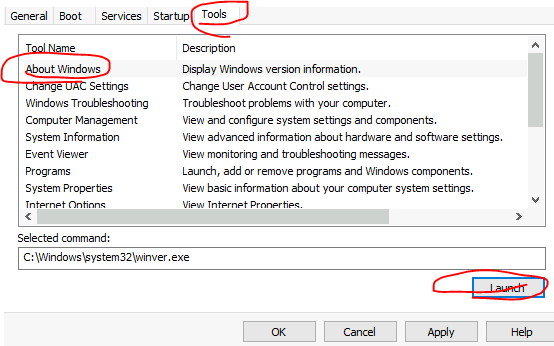 General Boot Services Startup Tools
Tool Name Description
About Windows Display Windows version information.
Change UAC Settings Change User Account Control settings.
Windows Troubleshooting Troubleshoot problems with your computer.
Computer Management View and configure system settings and components.
System Information View advanced information about hardware and software settings.
Event Viewer View monitoring and troubleshooting messages.
Programs Launch, add or remove programs and Windows components.
System Properties View basic information about your computer system settings.
Internet Options View Internet Properties.
Selected command:
C:\Windows\system32\winver.exe
Launch
OK Cancel Apply Help